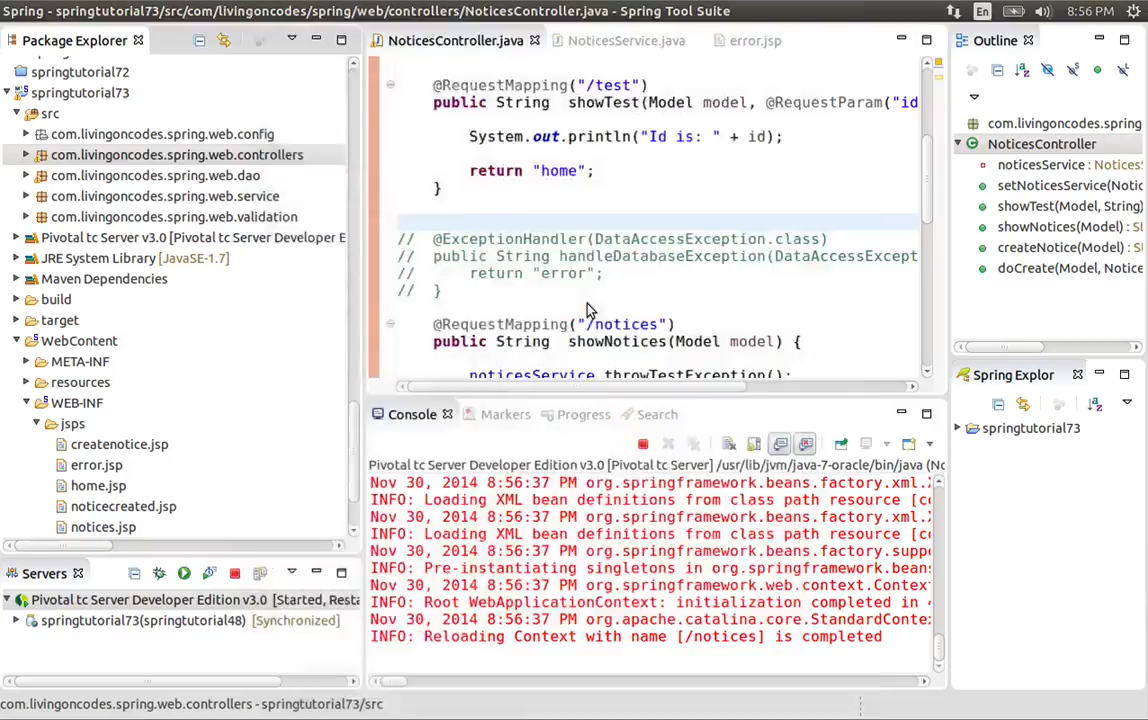 Spring - springtutorial73/src/com/livingoncodes/spring/web/controllers/NoticesController.java - Spring Tool Suite
En
8:56 PM
Package Explorer
springtutorial72
springtutorial73
src
com.livingoncodes.spring.web.config
com.livingoncodes.spring.web.controllers
com.livingoncodes.spring.web.dao
com.livingoncodes.spring.web.service
com.livingoncodes.spring.web.validation
Pivotal tc Server v3.0 [Pivotal tc Server Developer E
JRE System Library [JavaSE-1.7]
Maven Dependencies
build
target
WebContent
META-INF
resources
WEB-INF
jsps
createnotice.jsp
error.jsp
home.jsp
noticecreated.jsp
notices.jsp
Servers
Pivotal tc Server Developer Edition v3.0 [Started, Resta
springtutorial73(springtutorial48) [Synchronized]
NoticesController.java
NoticesService.java
error.jsp
@RequestMapping("/test")
public String showTest(Model model, @RequestParam("id
System.out.println("Id is: " + id);
return "home";
}
// @ExceptionHandler(DataAccessException.class)
// public String handleDatabaseException(DataAccessExcept
// return "error";
// }
@RequestMapping("/notices")
public String showNotices(Model model) {
noticesService.throwTestException();
Console
Markers
Progress
Search
Pivotal tc Server Developer Edition v3.0 [Pivotal tc Server] /usr/lib/jvm/java-7-oracle/bin/java (No
Nov 30, 2014 8:56:37 PM org.springframework.beans.factory.xml.X
INFO: Loading XML bean definitions from class path resource [co
Nov 30, 2014 8:56:37 PM org.springframework.beans.factory.xml.X
INFO: Loading XML bean definitions from class path resource [co
Nov 30, 2014 8:56:37 PM org.springframework.beans.factory.supp
INFO: Pre-instantiating singletons in org.springframework.beans
Nov 30, 2014 8:56:37 PM org.springframework.web.context.Context
INFO: Root WebApplicationContext: initialization completed in
Nov 30, 2014 8:56:37 PM org.apache.catalina.core.StandardConte
INFO: Reloading Context with name [/notices] is completed
Outline
com.livingoncodes.spring
NoticesController
noticesService : Notices
setNoticesService(Notic
showTest(Model, String)
showNotices(Model) : S
createNotice(Model) : S
doCreate(Model, Notice
Spring Explor
springtutorial73
com.livingoncodes.spring.web.controllers - springtutorial73/src